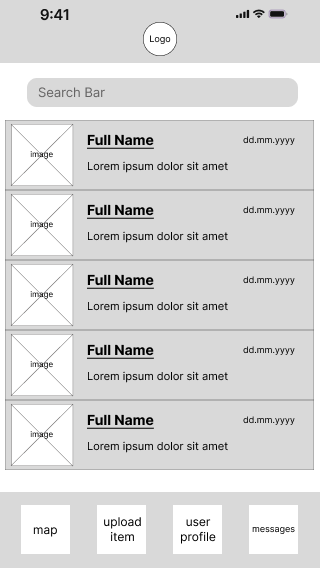 9:41
Logo
Search Bar
image
Full Name
dd.mm.yyyy
Lorem ipsum dolor sit amet
image
Full Name
dd.mm.yyyy
Lorem ipsum dolor sit amet
image
Full Name
dd.mm.yyyy
Lorem ipsum dolor sit amet
image
Full Name
dd.mm.yyyy
Lorem ipsum dolor sit amet
image
Full Name
dd.mm.yyyy
Lorem ipsum dolor sit amet
map
upload
item
user
profile
messages